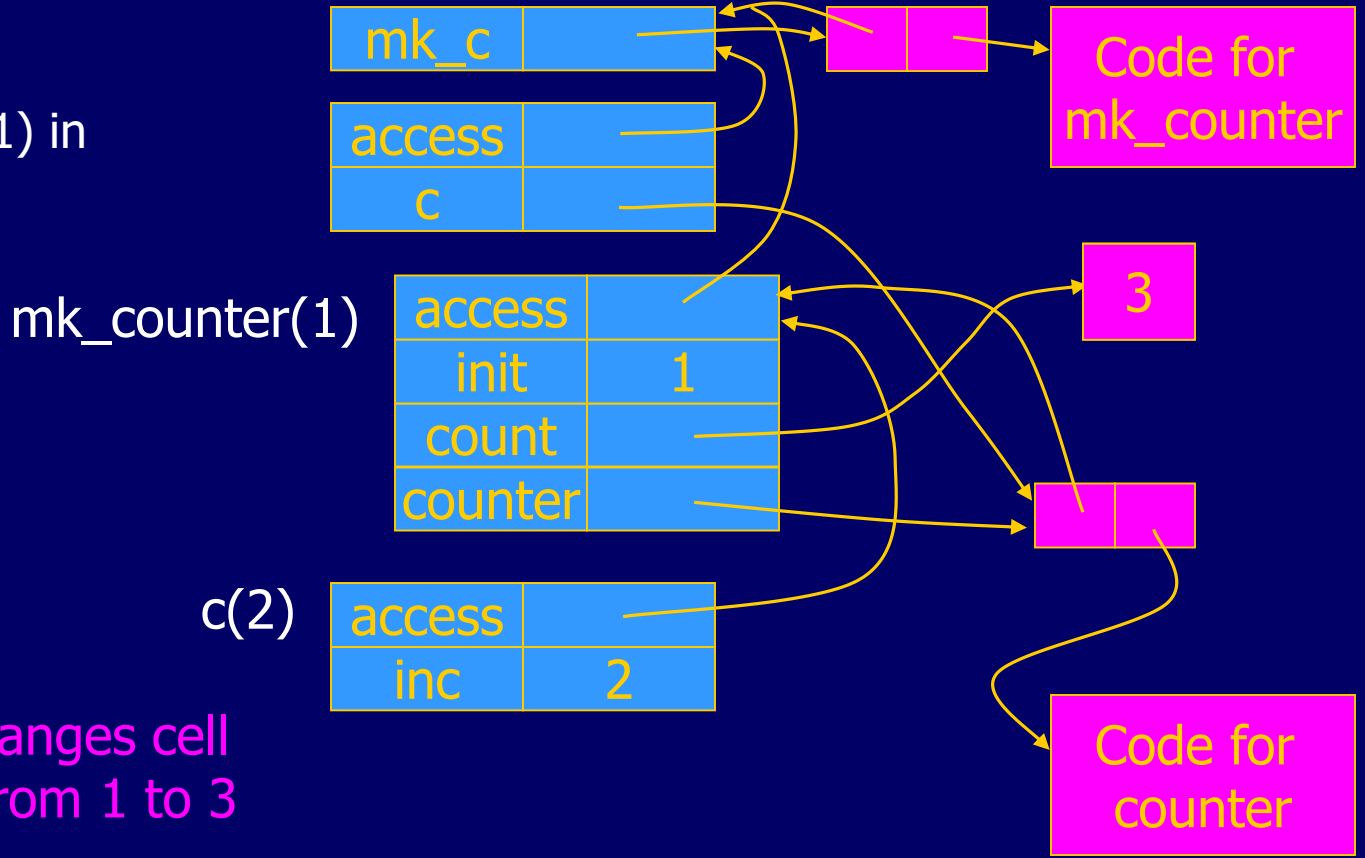 mk_c
Code for
mk_counter
1) in
access
c
3
mk_counter(1)
access
init 1
count
counter
c(2)
access
inc 2
anges cell
rom 1 to 3
Code for
counter